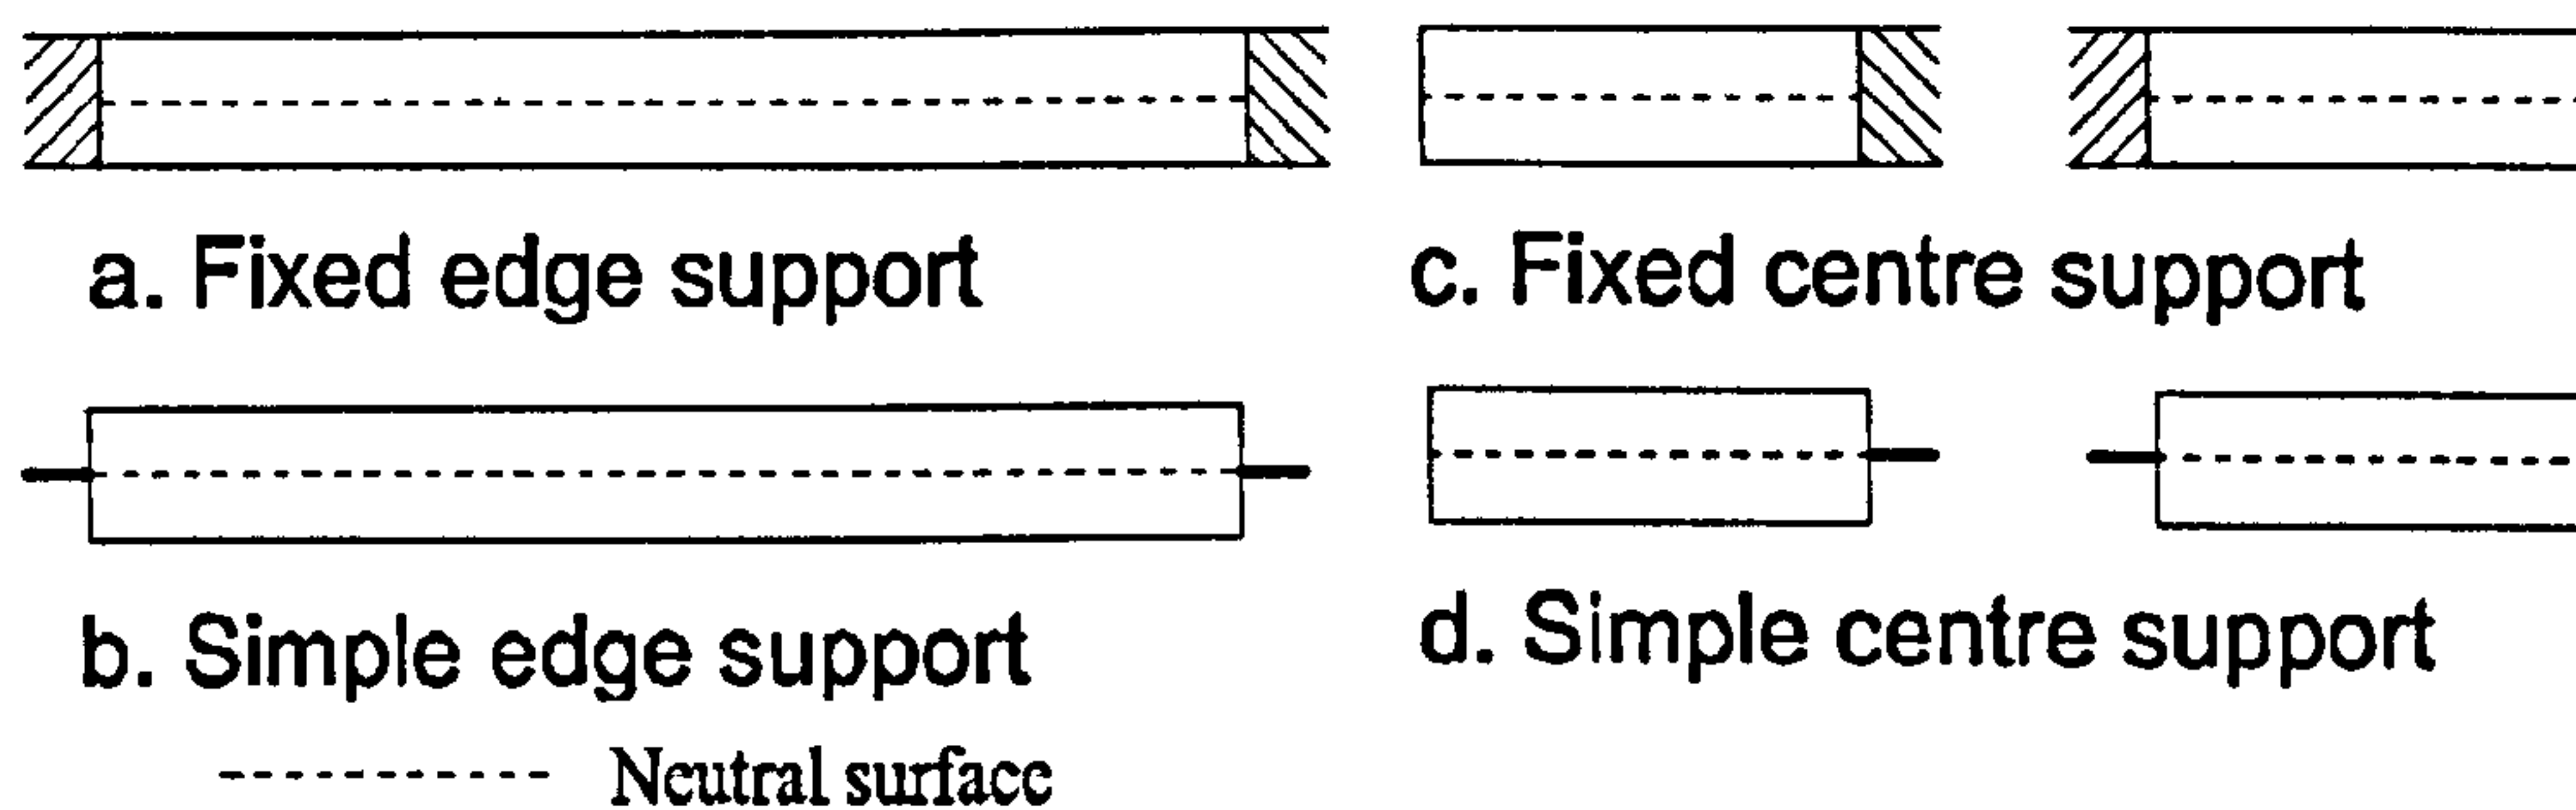 a. Fixed edge support
c. Fixed centre support
b. Simple edge support
d. Simple centre support
Neutral surface